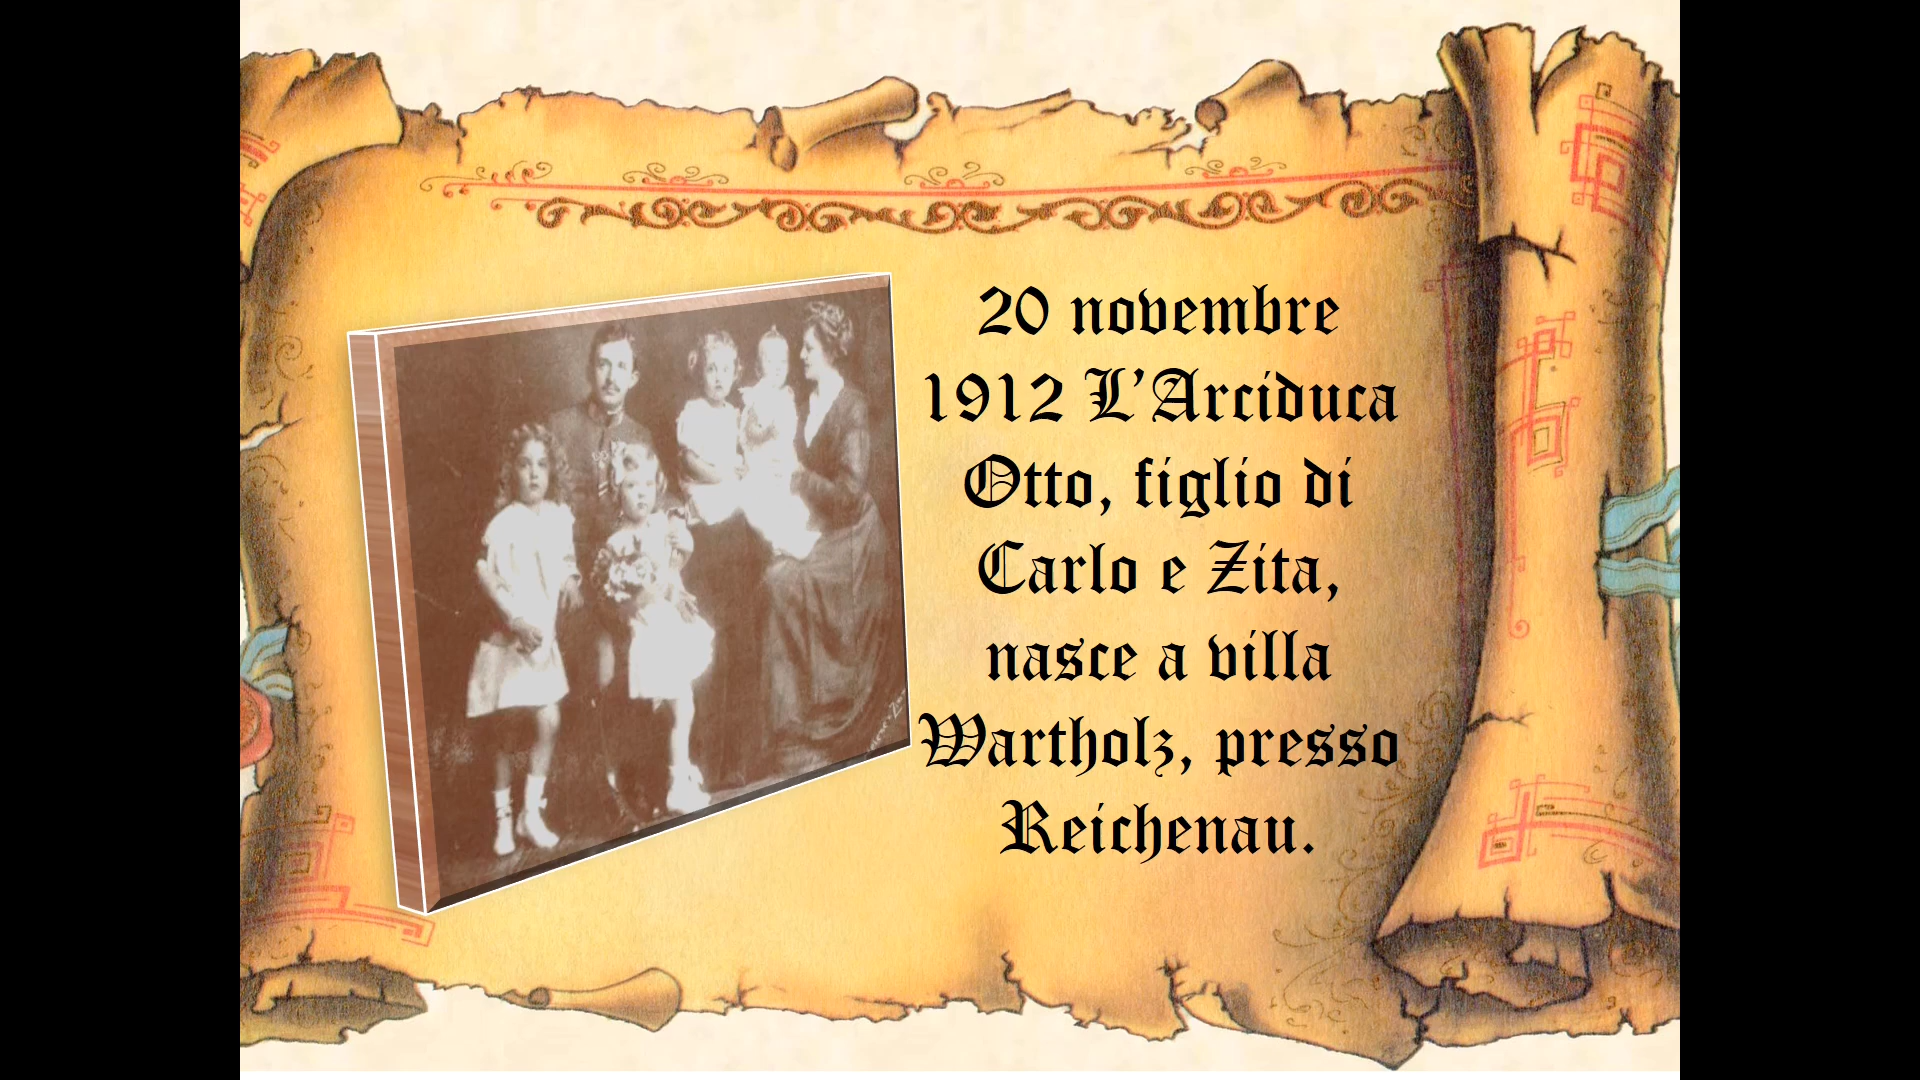 20 novembre
1912 L’Arciduca
Otto, figlio di
Carlo e Zita,
nasce a villa
Wartholz, presso
Reichenau.